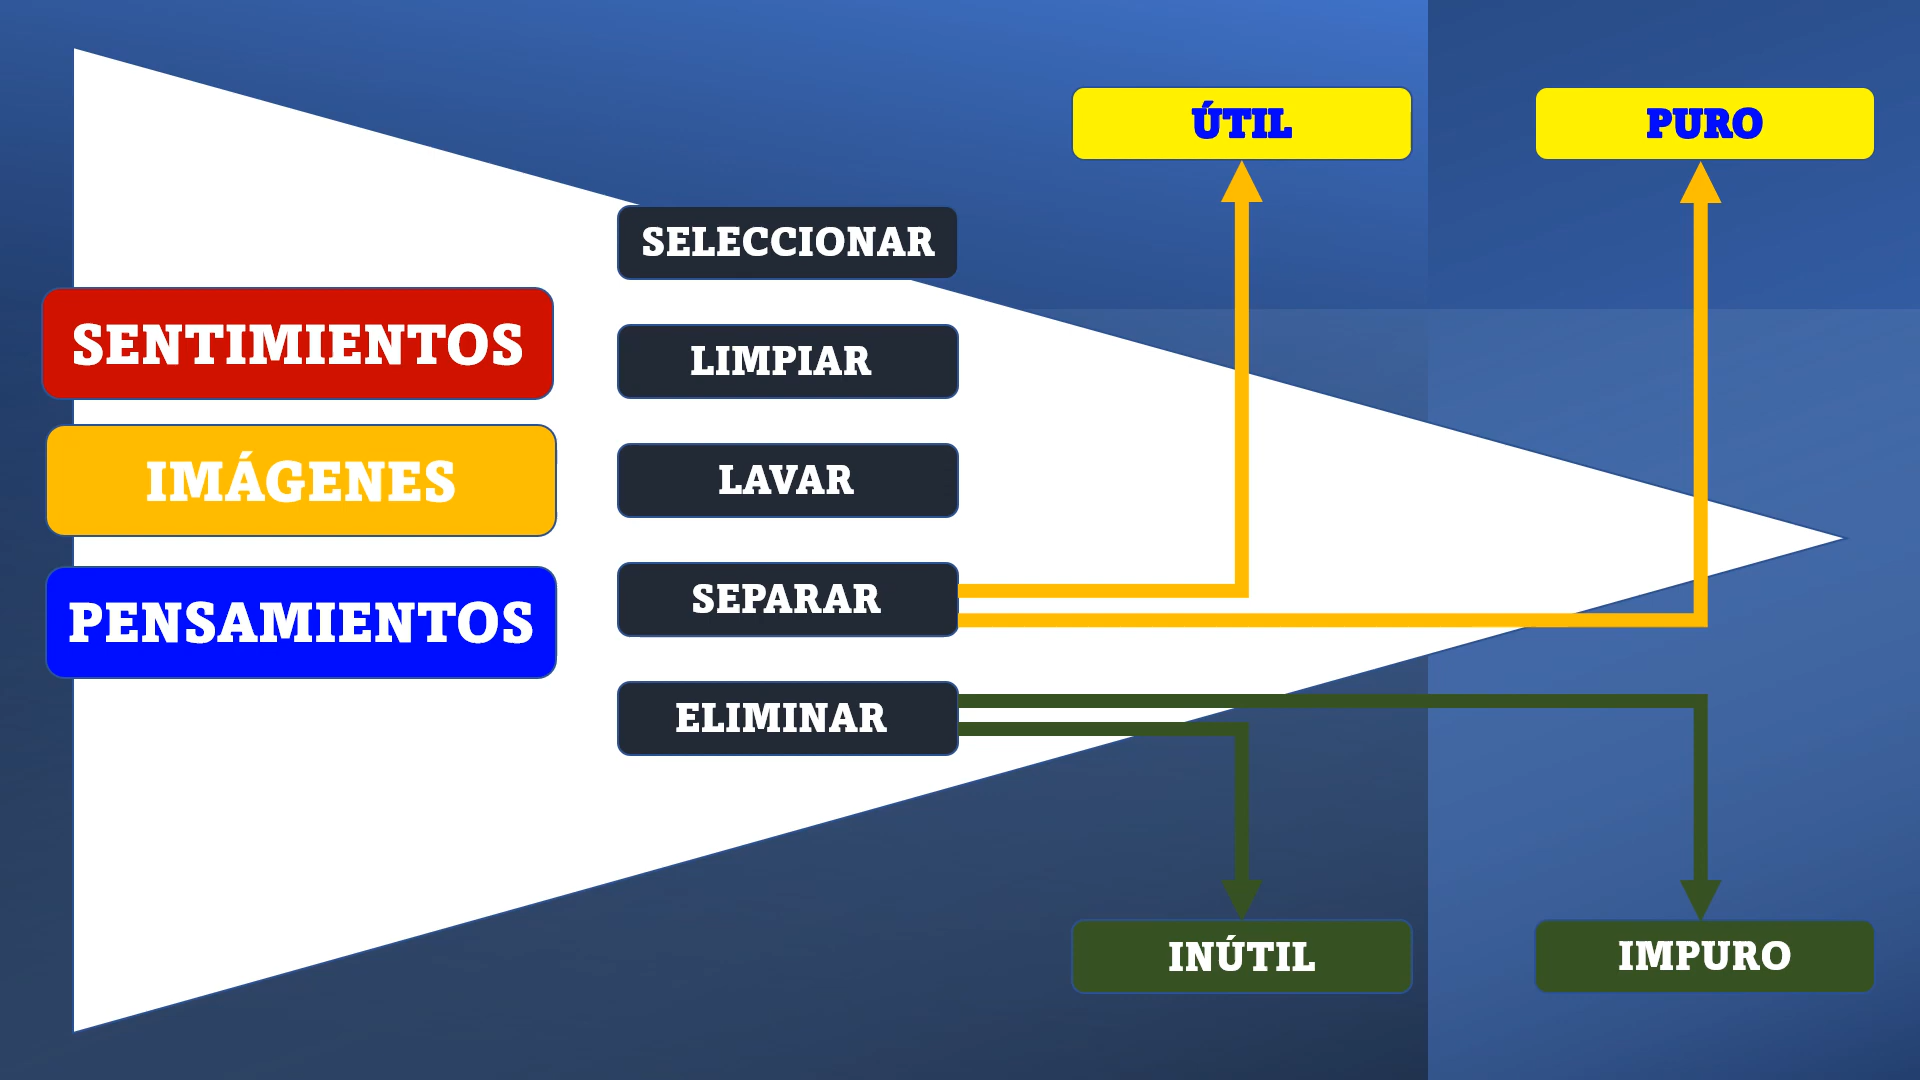 SENTIMIENTOS
IMÁGENES
PENSAMIENTOS
SELECCIONAR
LIMPIAR
LAVAR
SEPARAR
ELIMINAR
ÚTIL
PURO
INÚTIL
IMPURO